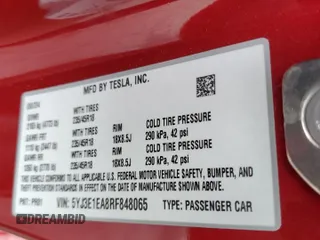 MFD BY TESLA, INC.
GVWR
WITH TIRES
235/45R18
WITH TIRES
235/45R18
RIM
18X8.5J
COLD TIRE PRESSURE
290 kPa, 42 psi
WITH TIRES
235/45R18
RIM
18X8.5J
COLD TIRE PRESSURE
290 kPa, 42 psi
THIS VEHICLE CONFORMS TO ALL APPLICABLE
FEDERAL MOTOR VEHICLE SAFETY, BUMPER, AND
THEFT PREVENTION STANDARDS IN EFFECT ON
THE DATE OF MANUFACTURE SHOWN ABOVE.
VIN: 5YJ3E1EA8RF848065 TYPE: PASSENGER CAR
DREAMBID